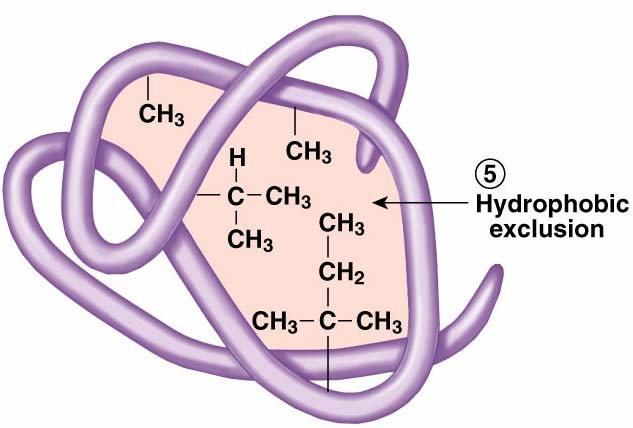 CH3
CH3
H
C–CH3
CH3
⑤
Hydrophobic
exclusion
CH3
CH2
CH3–C–CH3